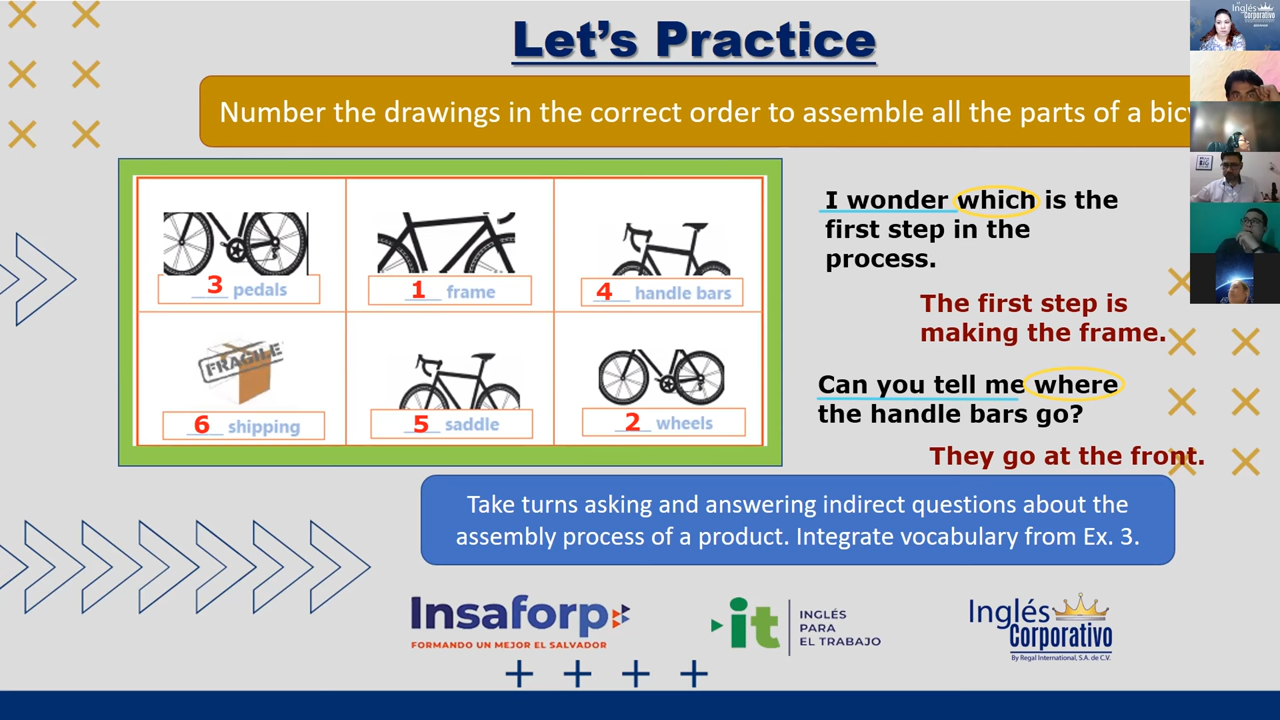 Let's Practice
Number the drawings in the correct order to assemble all the parts of a
3 pedals
1 frame
4 handle bars
FRAGILE
6 shipping
5 saddle
2 wheels
I wonder which is the
first step in the
process.
The first step is
making the frame.
Can you tell me where
the handle bars go?
They go at the front.
Take turns asking and answering indirect questions about the
assembly process of a product. Integrate vocabulary from Ex. 3.
Insaforp
FORMANDO UN MEJOR EL SALVADOR
it
INGLÉS
PARA
EL TRABAJO
Inglés
Corporativo
By Regal International, S.A. de C.V.
Inglés
Corporativo